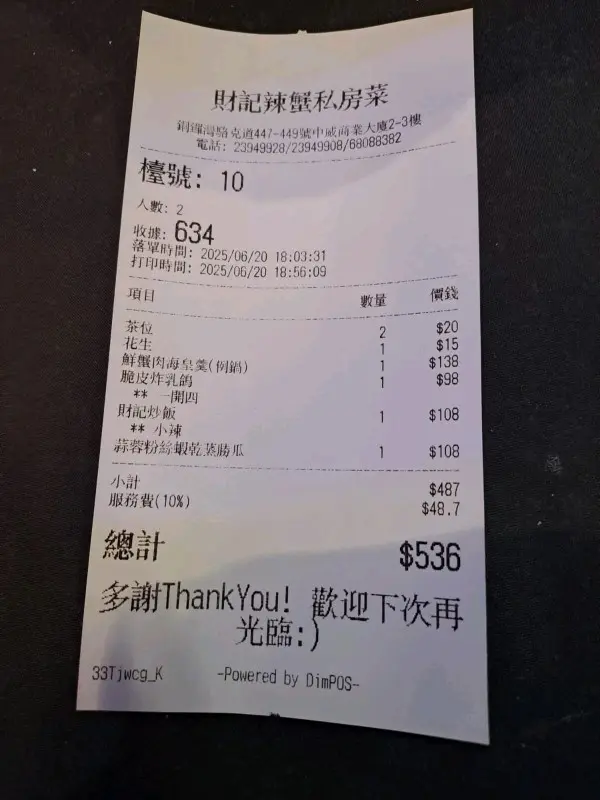 財記辣蟹私房菜
銅鑼灣駱克道447-449號中威商業大廈2-3樓
電話: 23949928/23949908/68088382
檯號: 10
人數: 2
收據: 634
落單時間: 2025/06/20 18:03:31
打印時間: 2025/06/20 18:56:09
項目 數量 價錢
茶位 2 $20
花生 1 $15
鮮蟹肉海皇羹(例鍋) 1 $138
脆皮炸乳鴿 1 $98
** 一開四
財記炒飯 1 $108
** 小辣
蒜蓉粉絲蝦乾蒸勝瓜 1 $108
小計 $487
服務費(10%) $48.7
總計 $536
多謝ThankYou! 歡迎下次再
光臨:)
33Tjwcg_K -Powered by DimPOS-